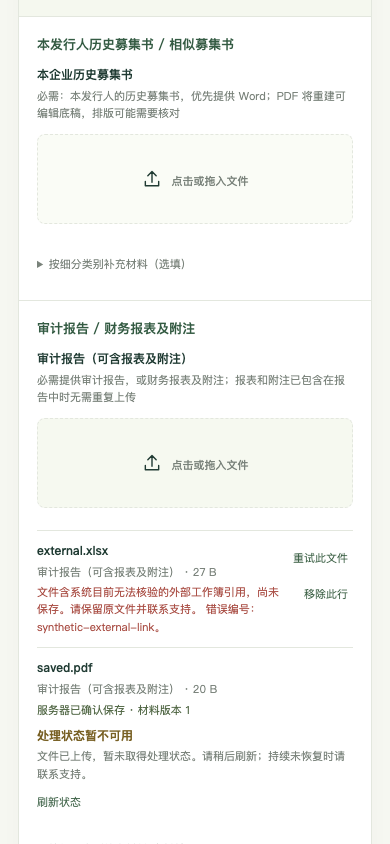 本发行人历史募集书 / 相似募集书
本企业历史募集书
必需：本发行人的历史募集书，优先提供 Word；PDF 将重建可
编辑底稿，排版可能需要核对
点击或拖入文件
▶ 按细分类别补充材料（选填）
审计报告 / 财务报表及附注
审计报告（可含报表及附注）
必需提供审计报告，或财务报表及附注；报表和附注已包含在报
告中时无需重复上传
点击或拖入文件
external.xlsx
重试此文件
审计报告（可含报表及附注） · 27 B
文件含系统目前无法核验的外部工作簿引用，尚未
移除此行
保存。请保留原文件并联系支持。 错误编号：
synthetic-external-link。
saved.pdf
审计报告（可含报表及附注） · 20 B
服务器已确认保存 · 材料版本 1
处理状态暂不可用
文件已上传，暂未取得处理状态。请稍后刷新；持续未恢复时请
联系支持。
刷新状态